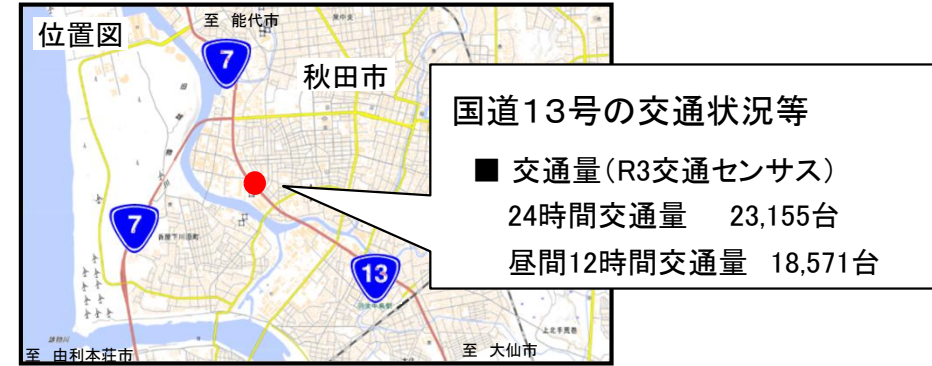 位置図
至 能代市
7
秋田市
国道13号の交通状況等
■ 交通量(R3交通センサス)
24時間交通量 23,155台
昼間12時間交通量 18,571台
7
13
至 由利本荘市
至 大仙市